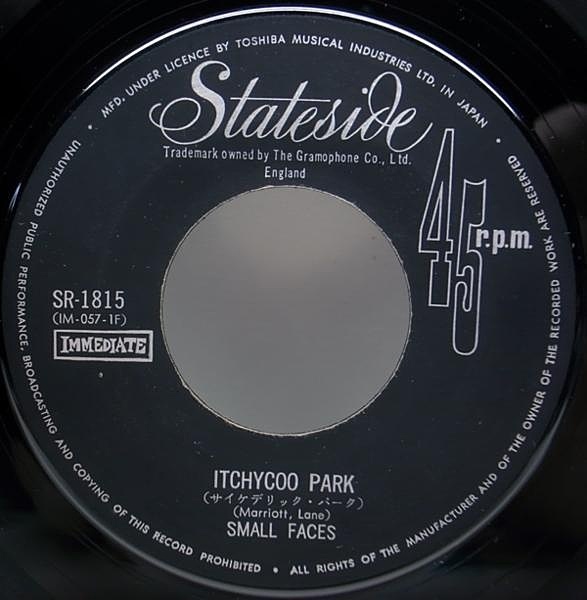 MFD. UNDER LICENCE BY TOSHIBA MUSICAL INDUSTRIES LTD. IN JAPAN
Stateside
Trademark owned by The Gramophone Co., Ltd.
England
45 r.p.m.
SR-1815
(IM-057-1F)
IMMEDIATE
ITCHYCOO PARK
(サイケデリック・パーク)
(Marriott, Lane)
SMALL FACES
UNAUTHORIZED PUBLIC PERFORMANCE, BROADCASTING AND COPYING OF THIS RECORD PROHIBITED • ALL RIGHTS OF THE MANUFACTURER AND OF THE OWNER OF THE RECORDED WORK ARE RESERVED